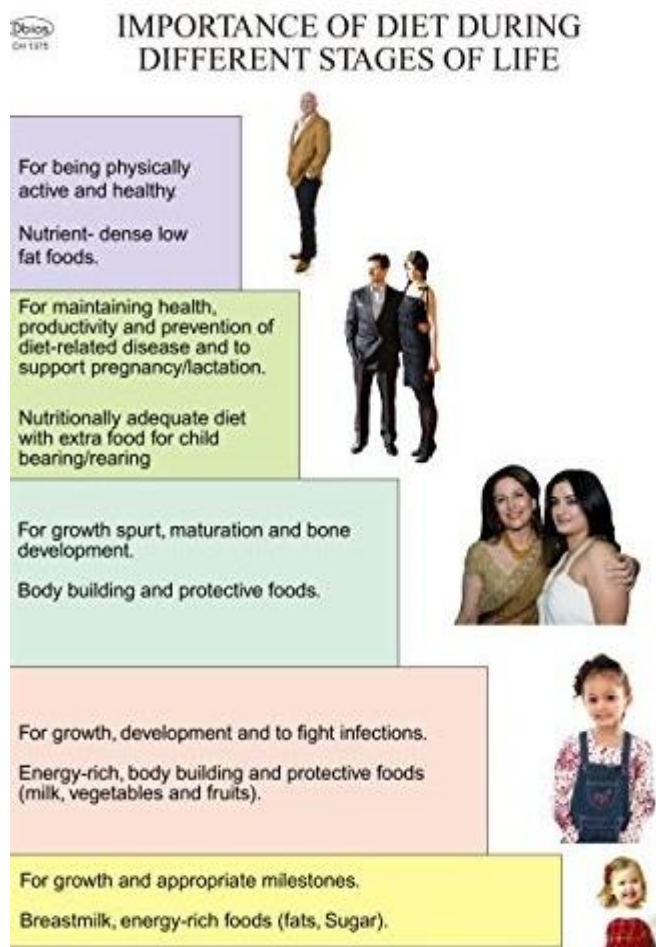 Dbios
CH 1375
IMPORTANCE OF DIET DURING
DIFFERENT STAGES OF LIFE
For being physically
active and healthy
Nutrient- dense low
fat foods.
For maintaining health,
productivity and prevention of
diet-related disease and to
support pregnancy/lactation.
Nutritionally adequate diet
with extra food for child
bearing/rearing
For growth spurt, maturation and bone
development.
Body building and protective foods.
For growth, development and to fight infections.
Energy-rich, body building and protective foods
(milk, vegetables and fruits).
For growth and appropriate milestones.
Breastmilk, energy-rich foods (fats, Sugar).